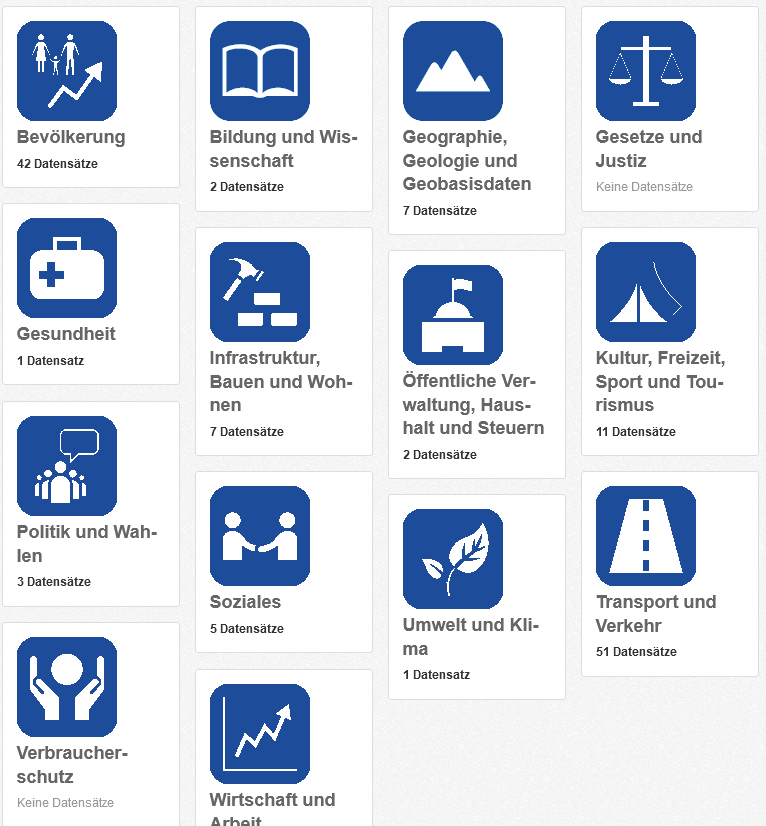 Bevölkerung
42 Datensätze
Bildung und Wis-
senschaft
2 Datensätze
Geographie,
Geologie und
Geobasisdaten
7 Datensätze
Gesetze und
Justiz
Keine Datensätze
Gesundheit
1 Datensatz
Infrastruktur,
Bauen und Woh-
nen
7 Datensätze
Öffentliche Ver-
waltung, Haus-
halt und Steuern
2 Datensätze
Kultur, Freizeit,
Sport und Tou-
rismus
11 Datensätze
Politik und Wah-
len
3 Datensätze
Soziales
5 Datensätze
Umwelt und Kli-
ma
1 Datensatz
Transport und
Verkehr
51 Datensätze
Verbraucher-
schutz
Keine Datensätze
Wirtschaft und
Arbeit